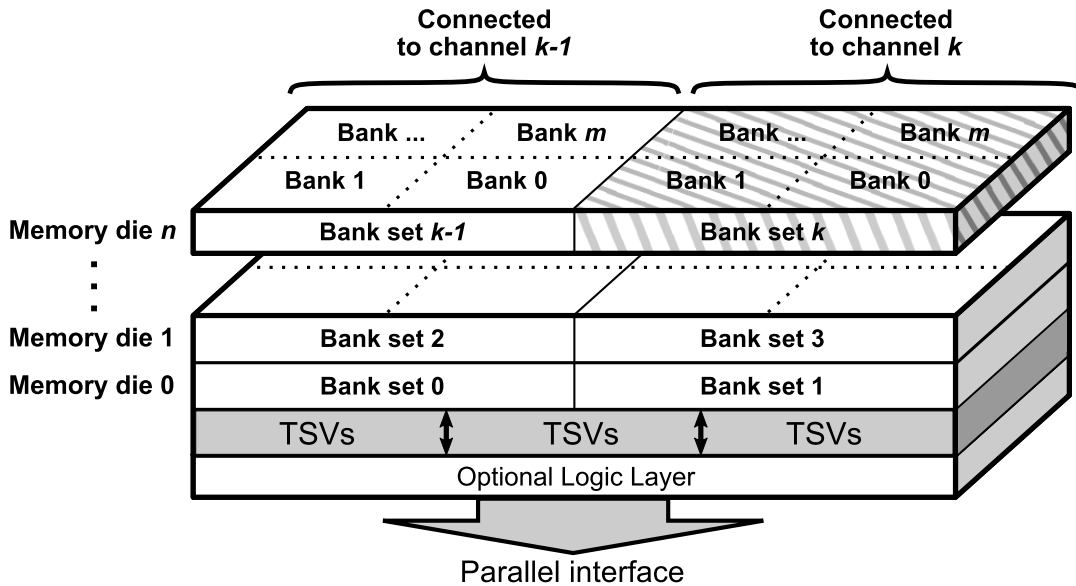 Connected
to channel k-1
Connected
to channel k
Bank ...
Bank m
Bank ...
Bank m
Bank 1
Bank 0
Bank 1
Bank 0
Memory die n
Bank set k-1
Bank set k
Memory die 1
Bank set 2
Bank set 3
Memory die 0
Bank set 0
Bank set 1
TSVs
TSVs
TSVs
Optional Logic Layer
Parallel interface